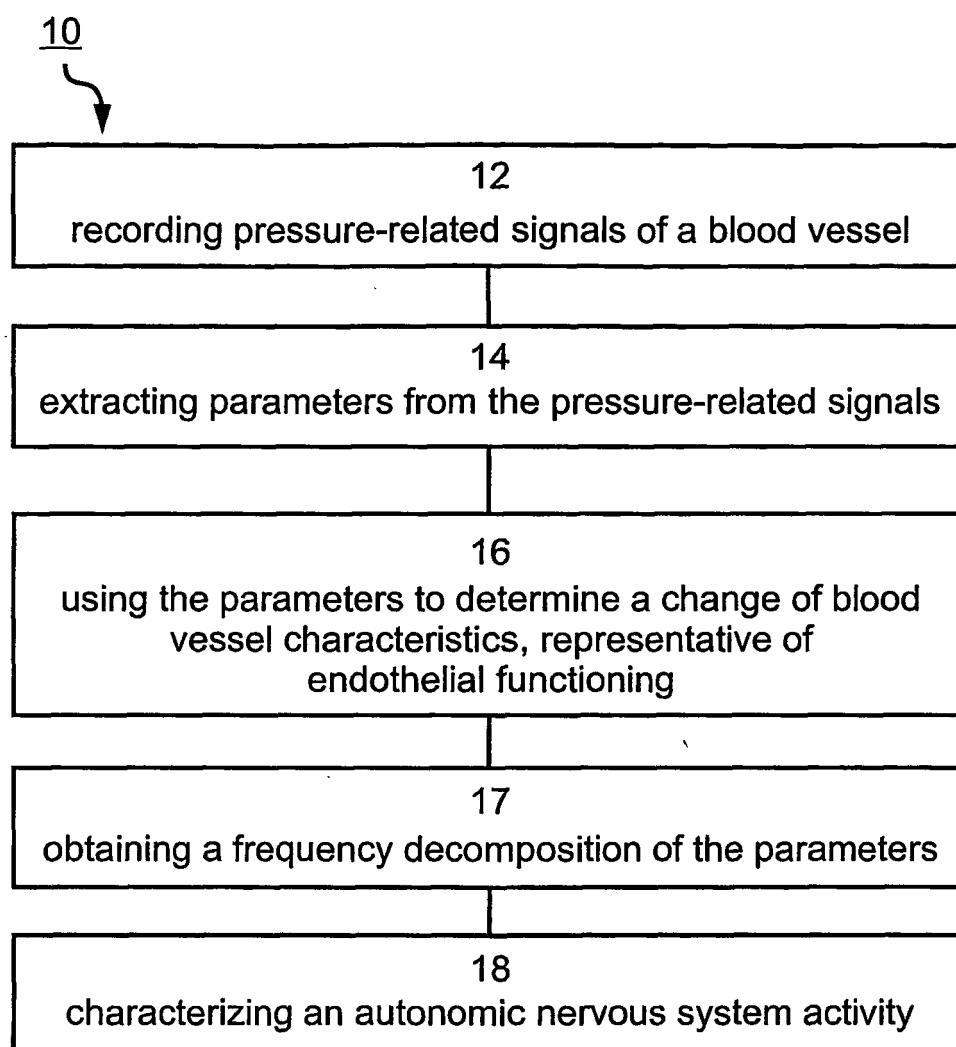 10
12
recording pressure-related signals of a blood vessel
14
extracting parameters from the pressure-related signals
16
using the parameters to determine a change of blood
vessel characteristics, representative of
endothelial functioning
17
obtaining a frequency decomposition of the parameters
18
characterizing an autonomic nervous system activity